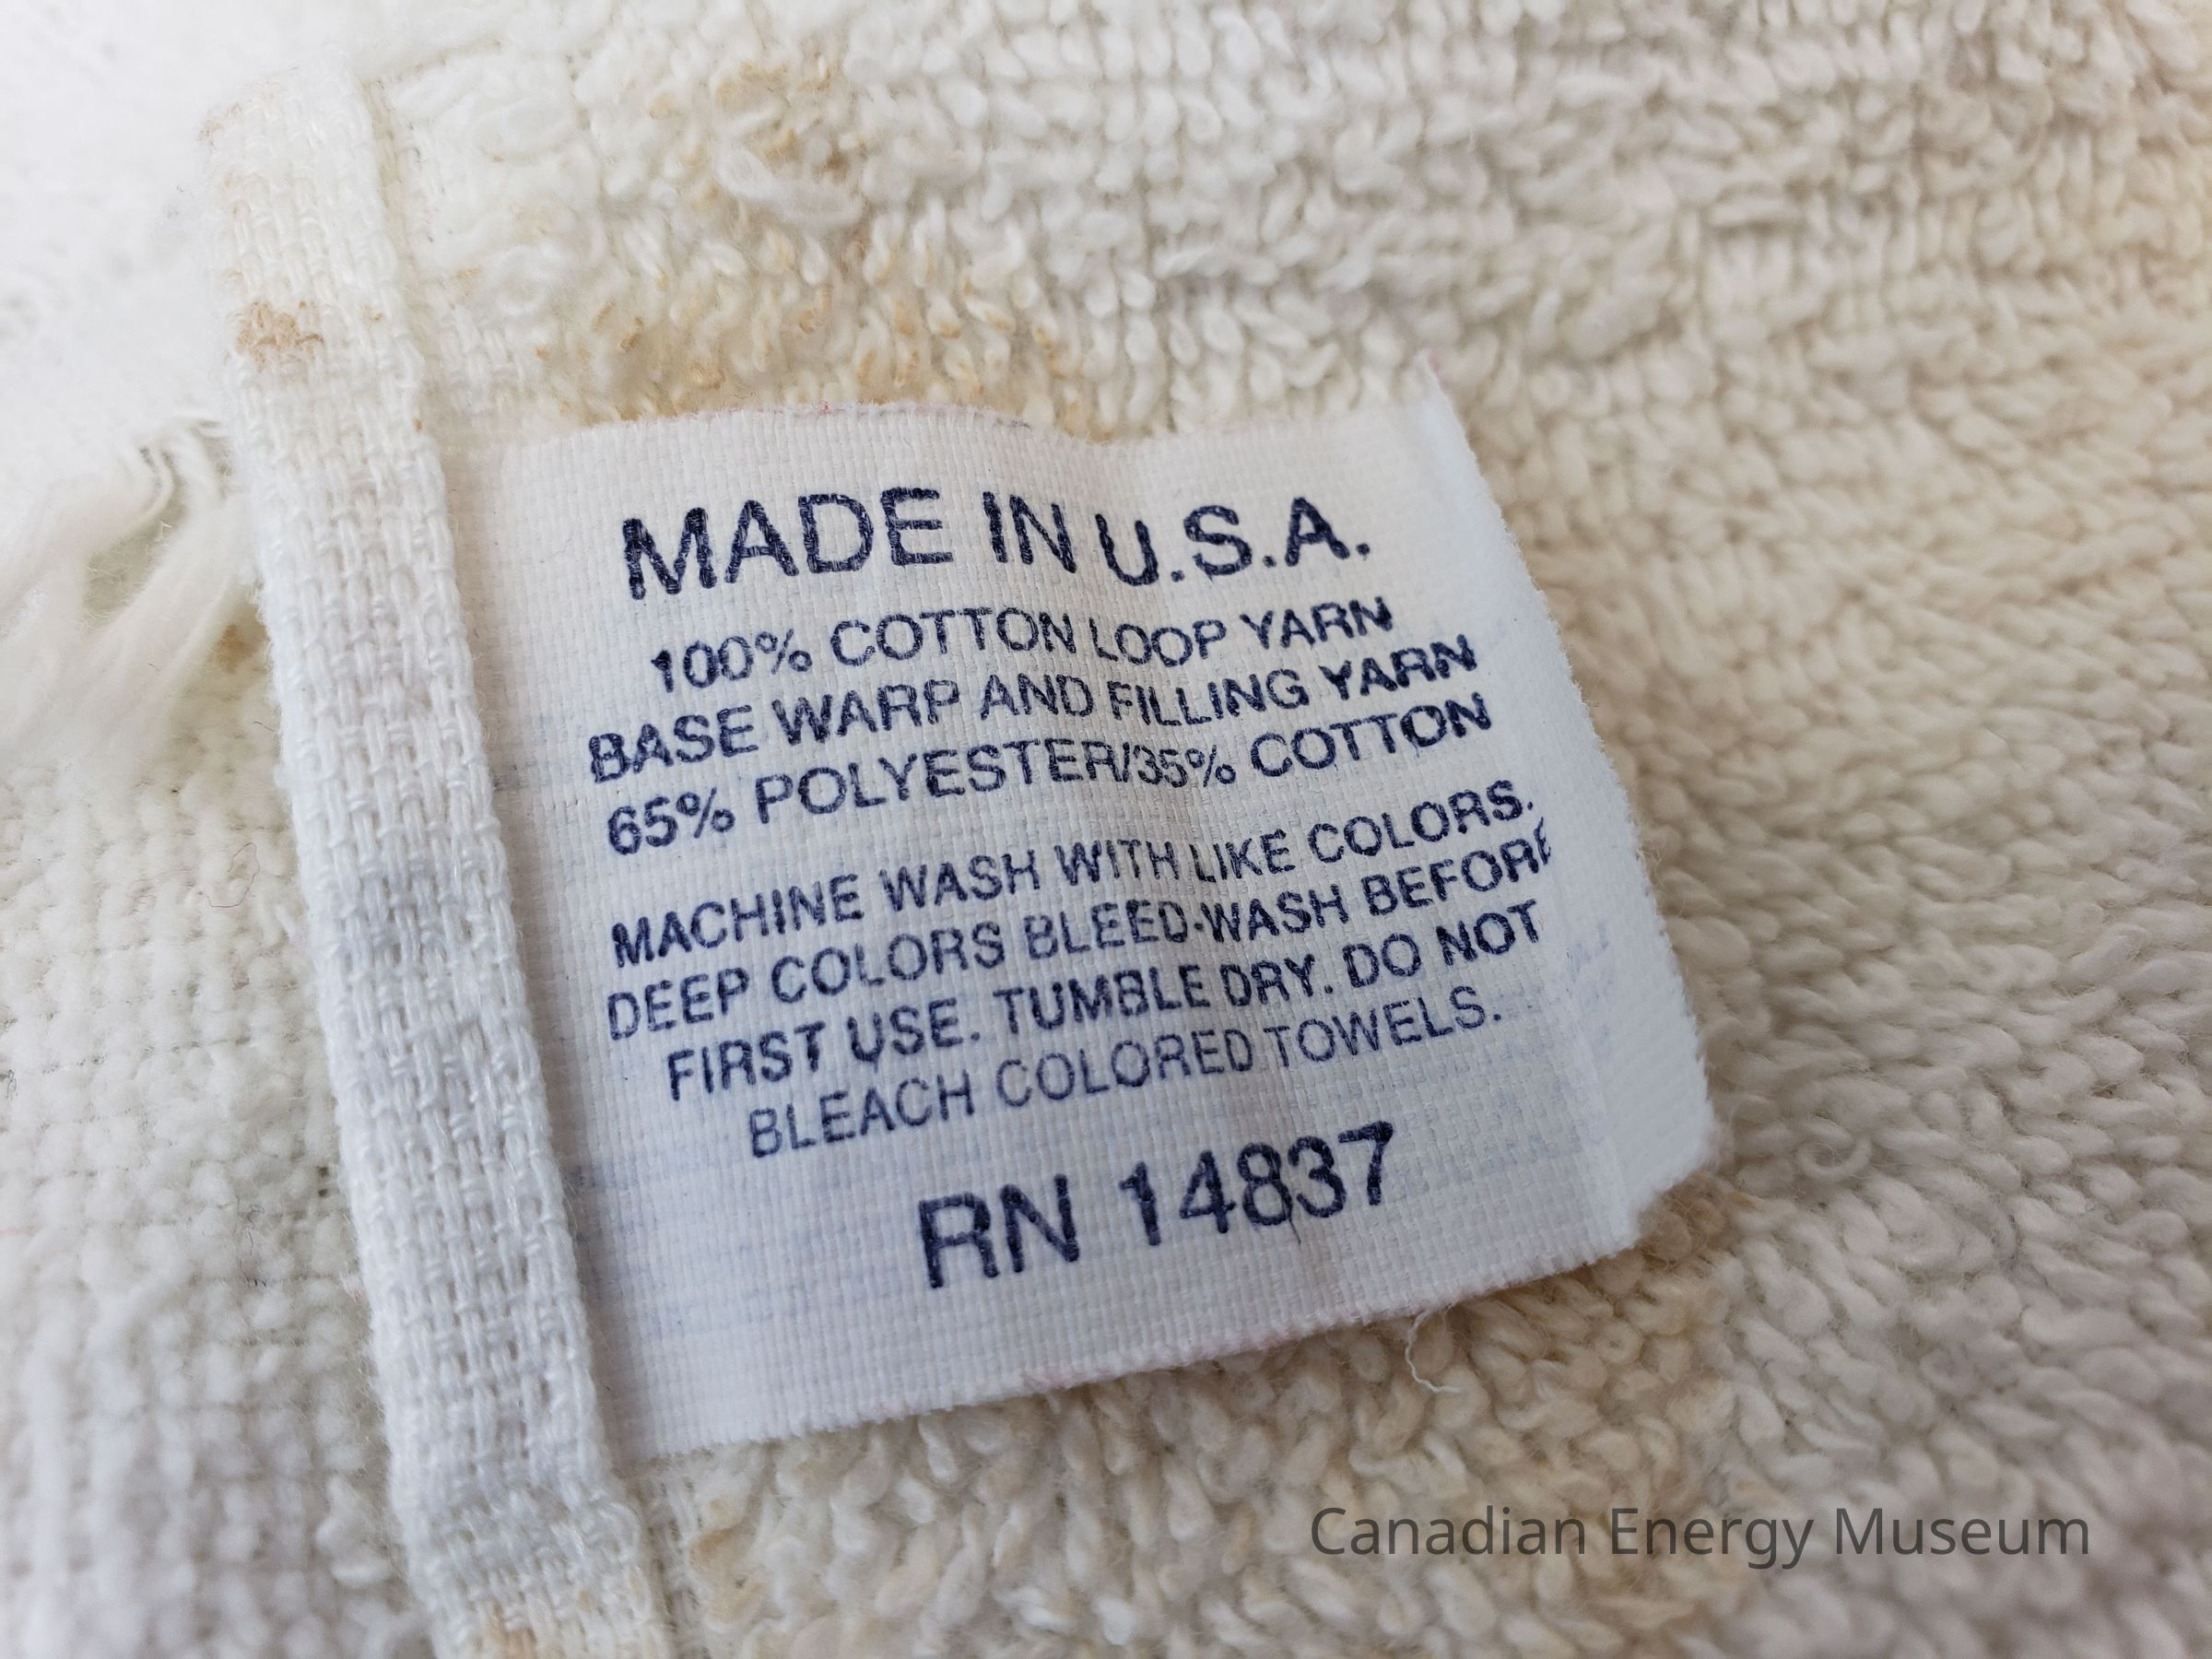 MADE IN U.S.A.
100% COTTON LOOP YARN
BASE WARP AND FILLING YARN
65% POLYESTER/35% COTTON
MACHINE WASH WITH LIKE COLORS.
DEEP COLORS BLEED-WASH BEFORE
FIRST USE. TUMBLE DRY. DO NOT
BLEACH COLORED TOWELS.
RN 14837
Canadian Energy Museum